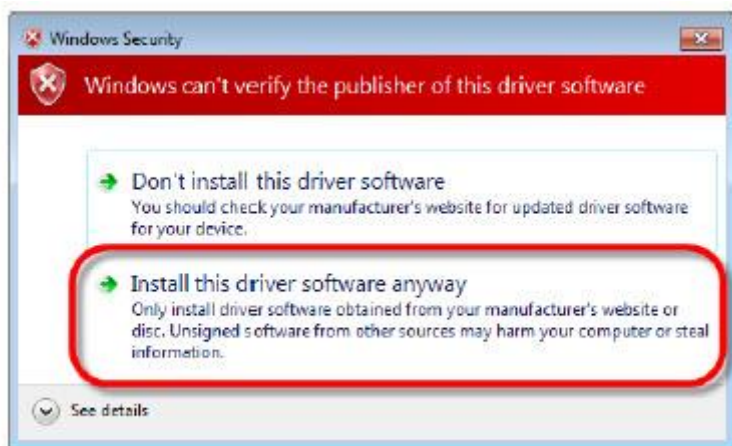 Windows Security
Windows can't verify the publisher of this driver software
Don't install this driver software
You should check your manufacturer's website for updated driver software
for your device.
Install this driver software anyway
Only install driver software obtained from your manufacturer's website or
disc. Unsigned software from other sources may harm your computer or steal
information.
See details